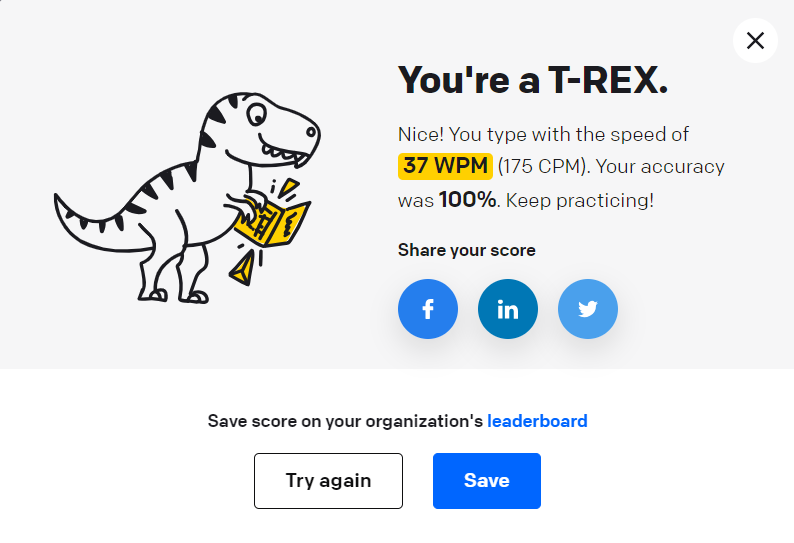 You're a T-REX.
Nice! You type with the speed of
37 WPM (175 CPM). Your accuracy
was 100%. Keep practicing!
Share your score
f
in
Save score on your organization's leaderboard
Try again
Save